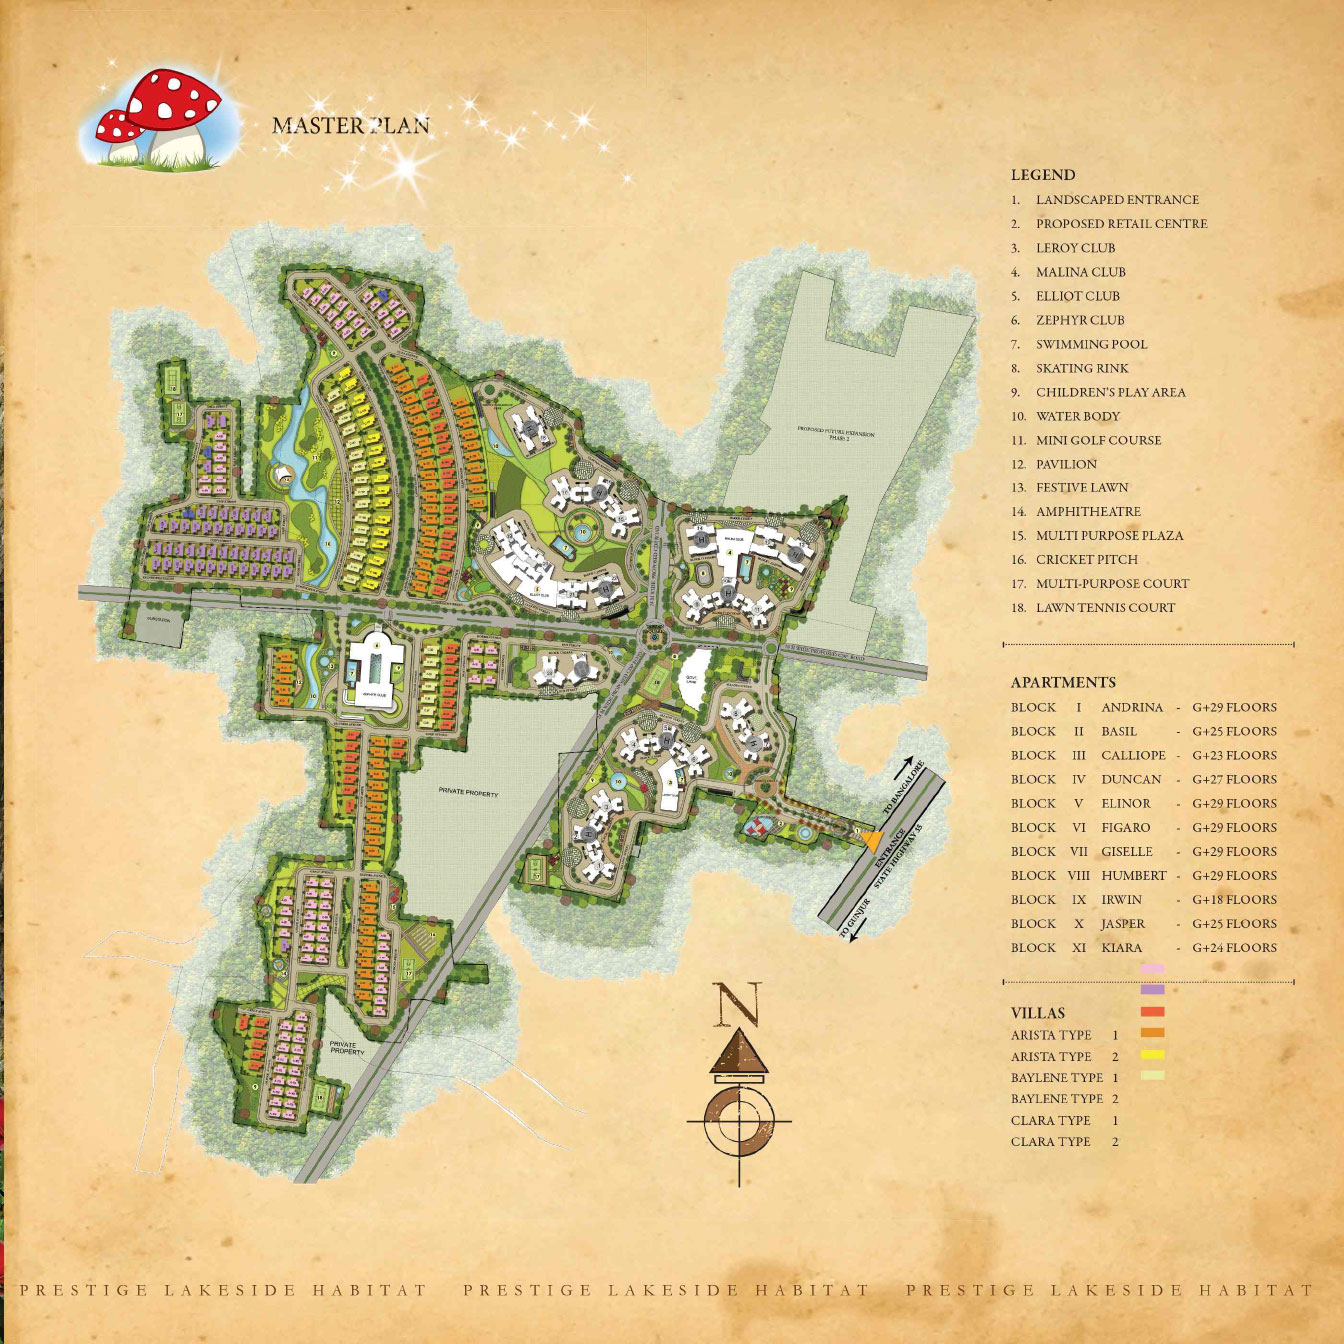 MASTER PLAN
LEGEND
1. LANDSCAPED ENTRANCE
2. PROPOSED RETAIL CENTRE
3. LEROY CLUB
4. MALINA CLUB
5. ELLIOT CLUB
6. ZEPHYR CLUB
7. SWIMMING POOL
8. SKATING RINK
9. CHILDREN'S PLAY AREA
10. WATER BODY
11. MINI GOLF COURSE
12. PAVILION
13. FESTIVE LAWN
14. AMPHITHEATRE
15. MULTI PURPOSE PLAZA
16. CRICKET PITCH
17. MULTI-PURPOSE COURT
18. LAWN TENNIS COURT
APARTMENTS
BLOCK I ANDRINA - G+29 FLOORS
BLOCK II BASIL - G+25 FLOORS
BLOCK III CALLIOPE - G+23 FLOORS
BLOCK IV DUNCAN - G+27 FLOORS
BLOCK V ELINOR - G+29 FLOORS
BLOCK VI FIGARO - G+29 FLOORS
BLOCK VII GISELLE - G+29 FLOORS
BLOCK VIII HUMBERT - G+29 FLOORS
BLOCK IX IRWIN - G+18 FLOORS
BLOCK X JASPER - G+25 FLOORS
BLOCK XI KIARA - G+24 FLOORS
VILLAS
ARISTA TYPE 1
ARISTA TYPE 2
BAYLENE TYPE 1
BAYLENE TYPE 2
CLARA TYPE 1
CLARA TYPE 2
PROPOSED FUTURE EXPANSION
PHASE 2
PRIVATE PROPERTY
PRIVATE
PROPERTY
TO BANGALORE
ENTRANCE
STATE HIGHWAY 35
TO GUNJUR
N
PRESTIGE LAKESIDE HABITAT PRESTIGE LAKESIDE HABITAT PRESTIGE LAKESIDE HABITAT